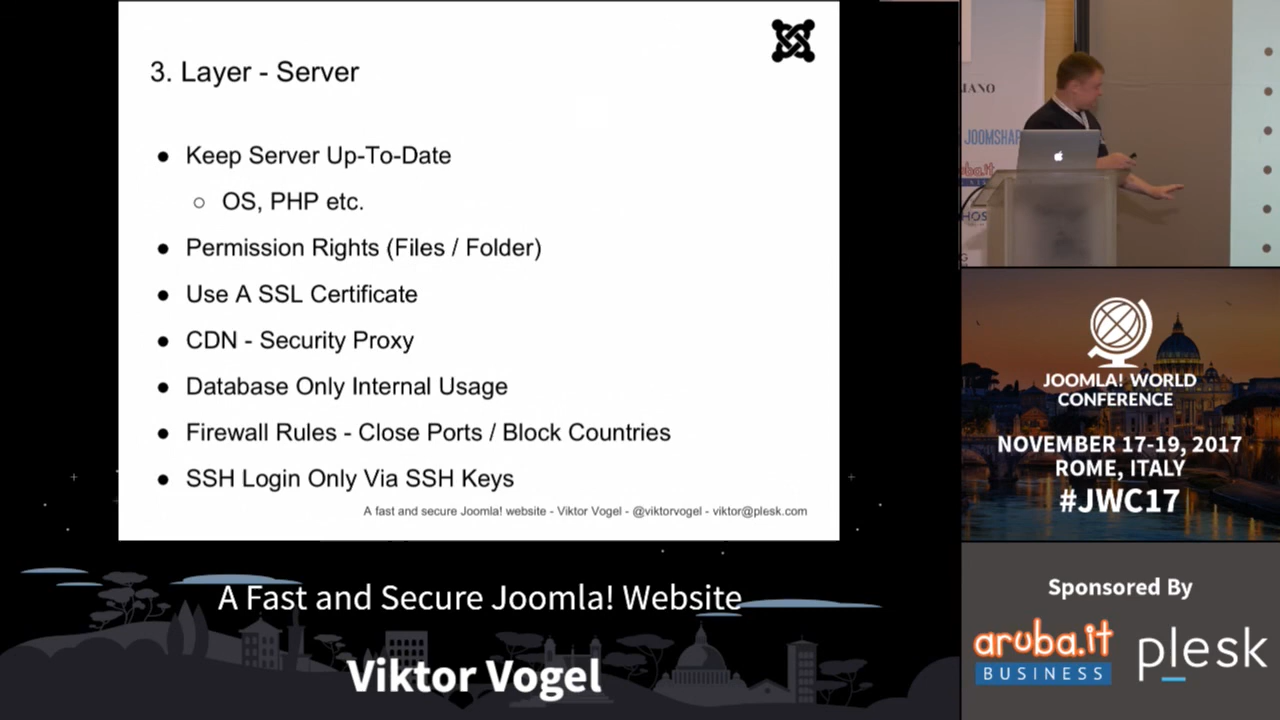 3. Layer - Server
● Keep Server Up-To-Date
○ OS, PHP etc.
● Permission Rights (Files / Folder)
● Use A SSL Certificate
● CDN - Security Proxy
● Database Only Internal Usage
● Firewall Rules - Close Ports / Block Countries
● SSH Login Only Via SSH Keys
A fast and secure Joomla! website - Viktor Vogel - @viktorvogel - viktor@plesk.com
A Fast and Secure Joomla! Website
Viktor Vogel
JOOMSHAP
JOOMLA! WORLD
CONFERENCE
NOVEMBER 17-19, 2017
ROME, ITALY
#JWC17
Sponsored By
aruba.it
BUSINESS
plesk